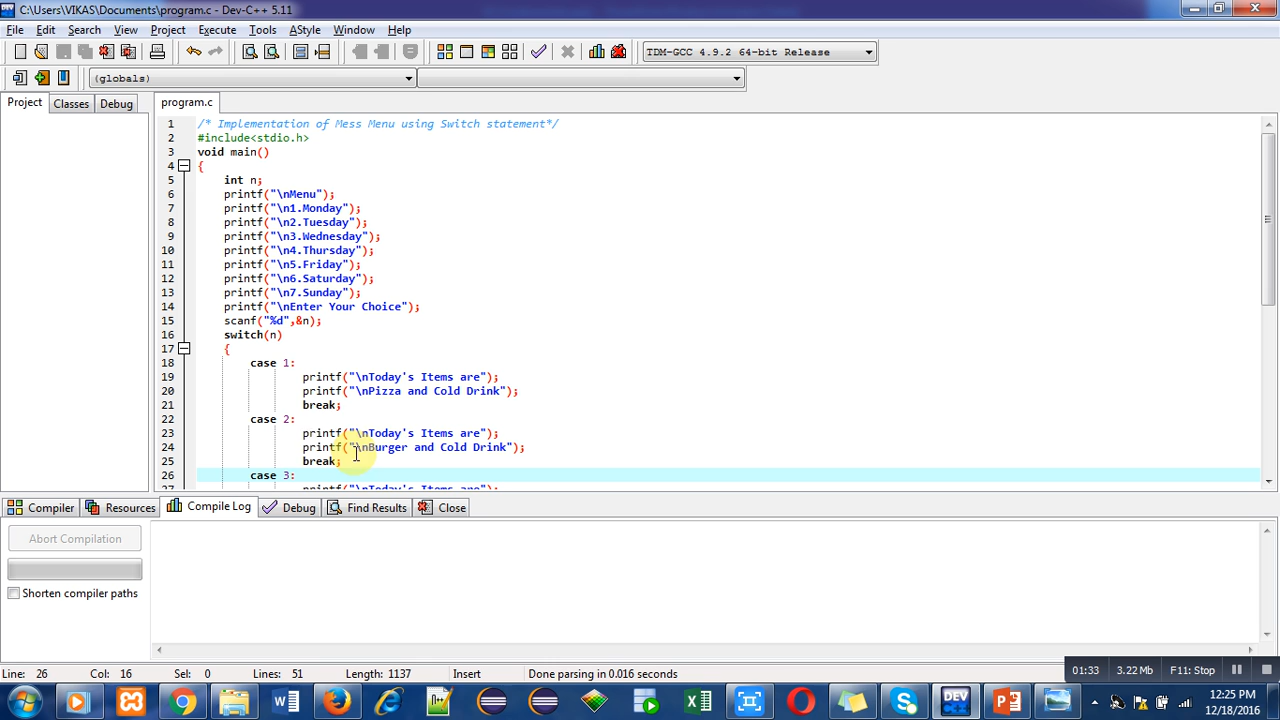 C:\Users\VIKAS\Documents\program.c - Dev-C++ 5.11
File Edit Search View Project Execute Tools AStyle Window Help
TDM-GCC 4.9.2 64-bit Release
(globals)
Project Classes Debug program.c
1 /* Implementation of Mess Menu using Switch statement*/
2 #include<stdio.h>
3 void main()
4 {
5 int n;
6 printf("\nMenu");
7 printf("\n1.Monday");
8 printf("\n2.Tuesday");
9 printf("\n3.Wednesday");
10 printf("\n4.Thursday");
11 printf("\n5.Friday");
12 printf("\n6.Saturday");
13 printf("\n7.Sunday");
14 printf("\nEnter Your Choice");
15 scanf("%d",&n);
16 switch(n)
17 {
18 case 1:
19 printf("\nToday's Items are");
20 printf("\nPizza and Cold Drink");
21 break;
22 case 2:
23 printf("\nToday's Items are");
24 printf("\nBurger and Cold Drink");
25 break;
26 case 3:
27 printf("\nToday's Items are");
Compiler Resources Compile Log Debug Find Results Close
Abort Compilation
Shorten compiler paths
Line: 26 Col: 16 Sel: 0 Lines: 51 Length: 1137 Insert Done parsing in 0.016 seconds
01:33 3.22 Mb F11: Stop
DEV
12:25 PM
12/18/2016